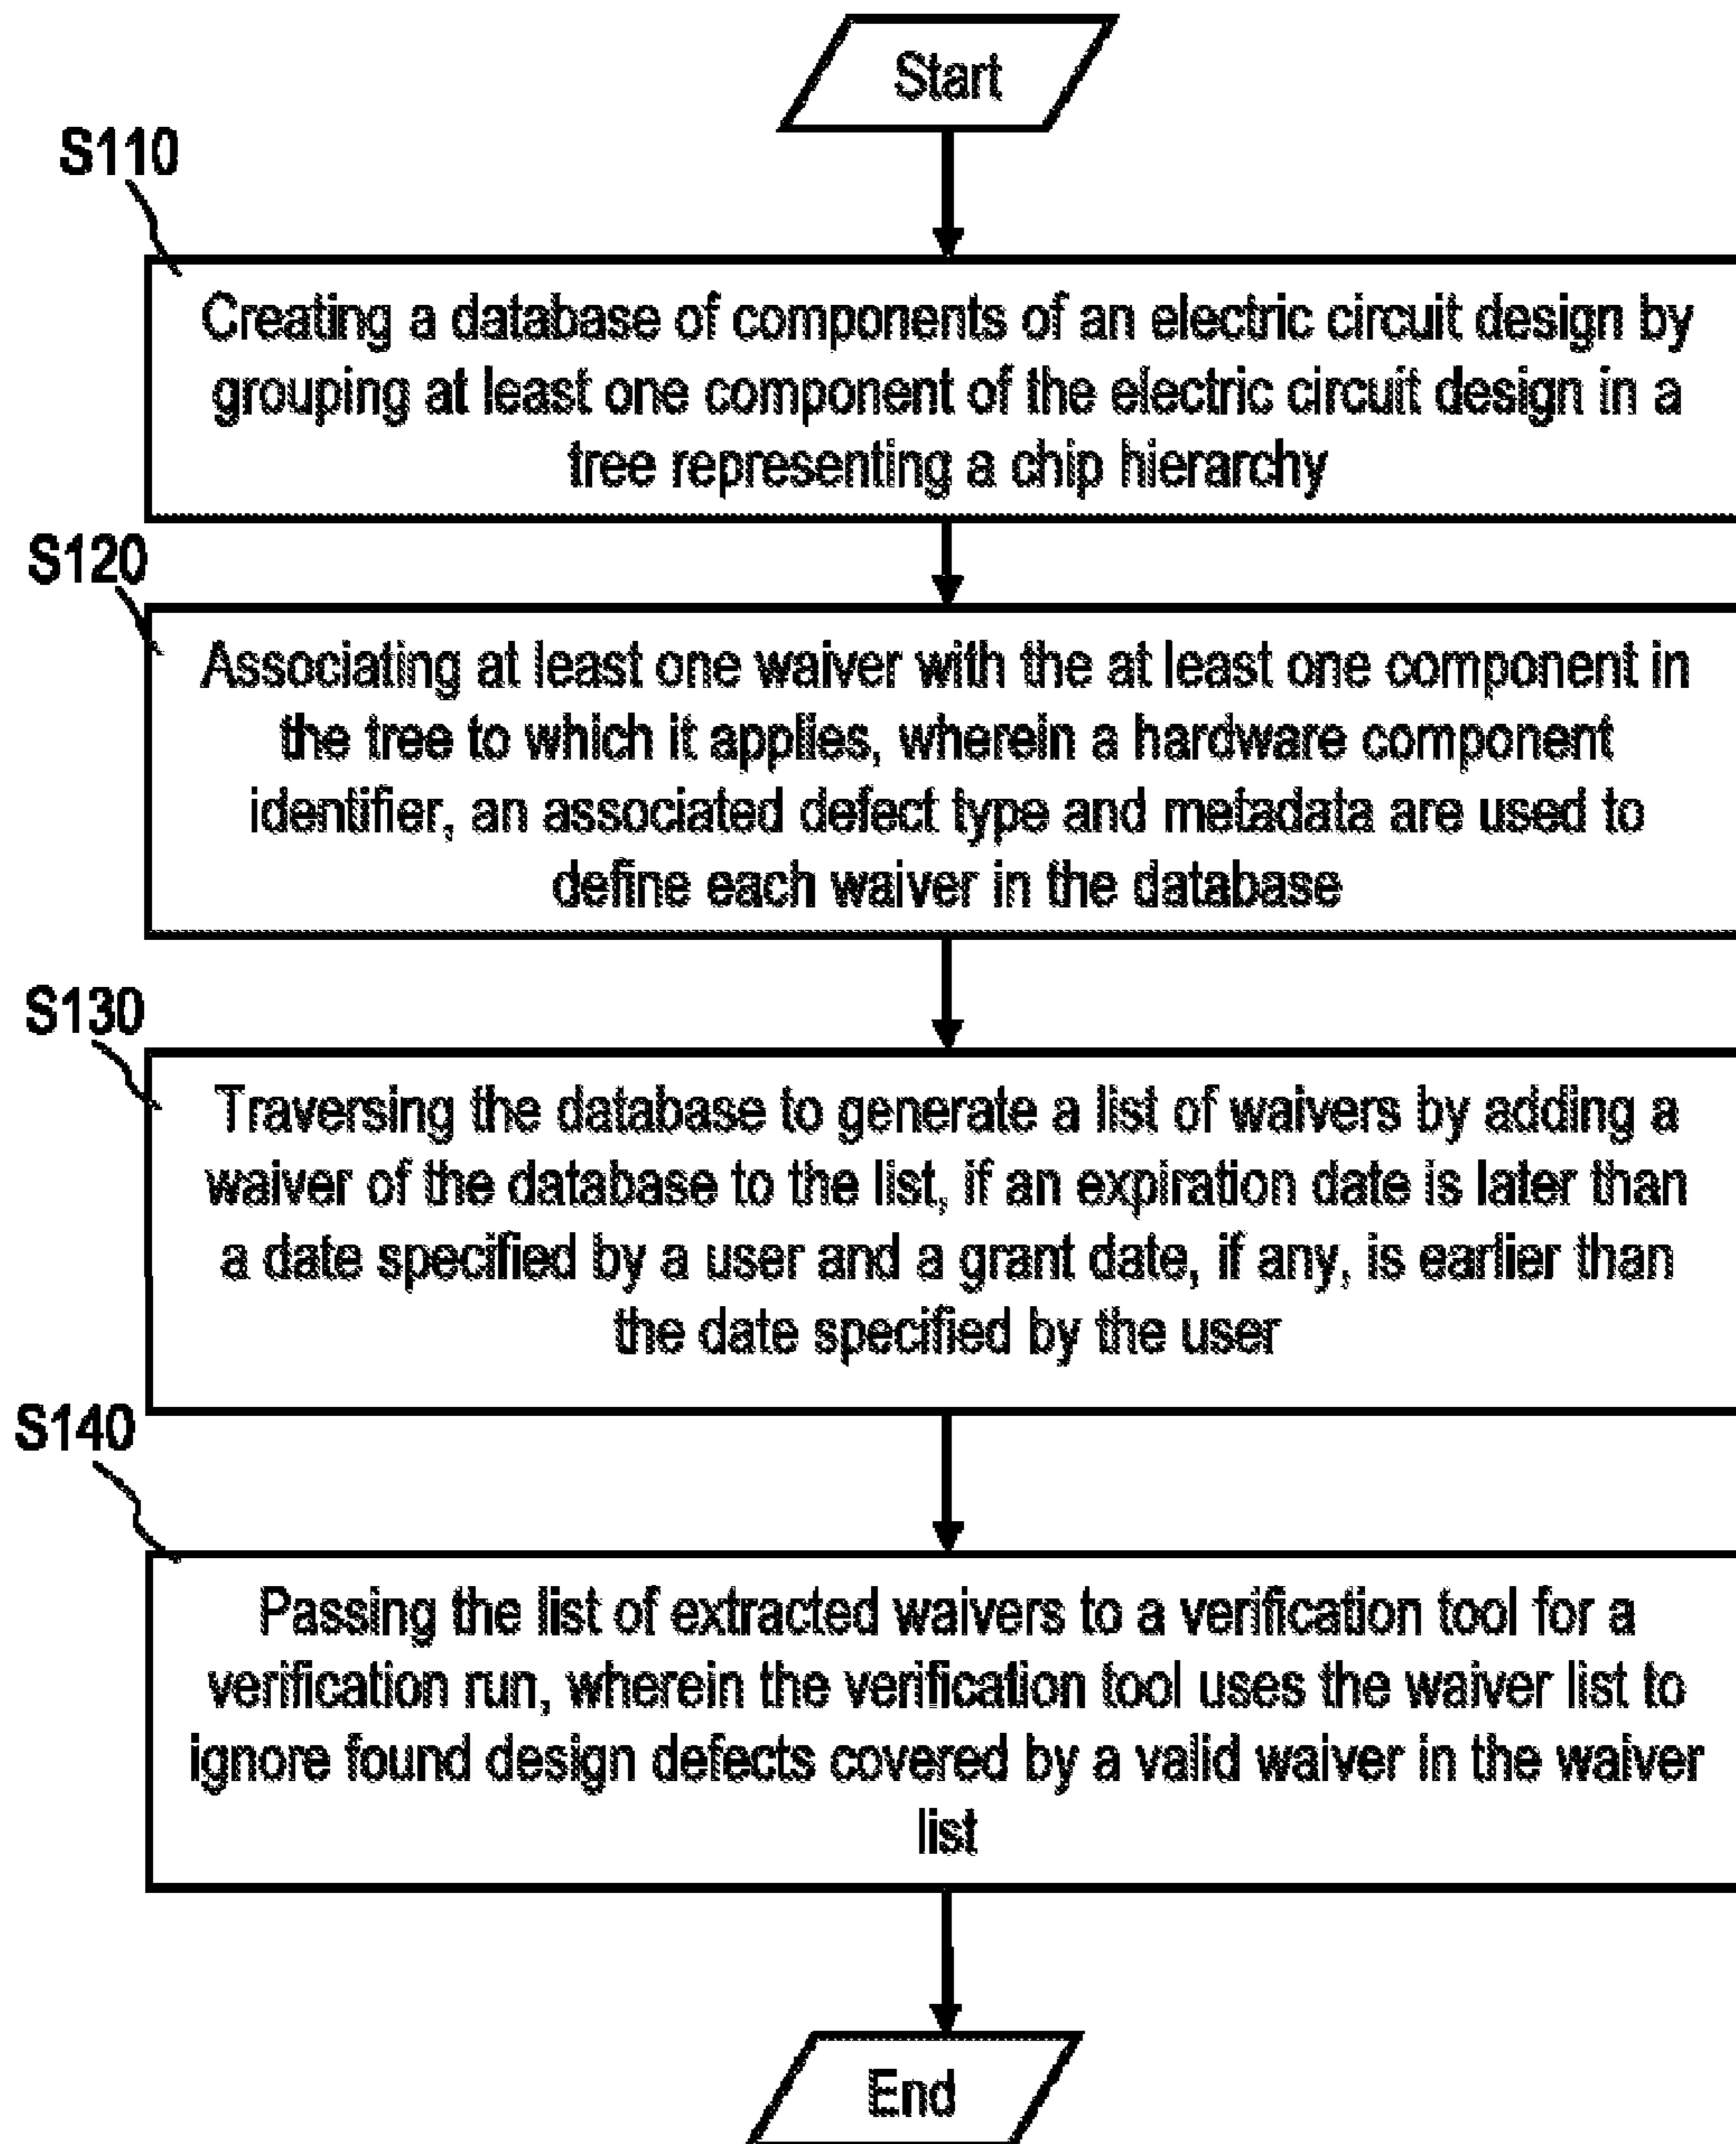 Start
S110
Creating a database of components of an electric circuit design by
grouping at least one component of the electric circuit design in a
tree representing a chip hierarchy
S120
Associating at least one waiver with the at least one component in
the tree to which it applies, wherein a hardware component
identifier, an associated defect type and metadata are used to
define each waiver in the database
S130
Traversing the database to generate a list of waivers by adding a
waiver of the database to the list, if an expiration date is later than
a date specified by a user and a grant date, if any, is earlier than
the date specified by the user
S140
Passing the list of extracted waivers to a verification tool for a
verification run, wherein the verification tool uses the waiver list to
ignore found design defects covered by a valid waiver in the waiver
list
End